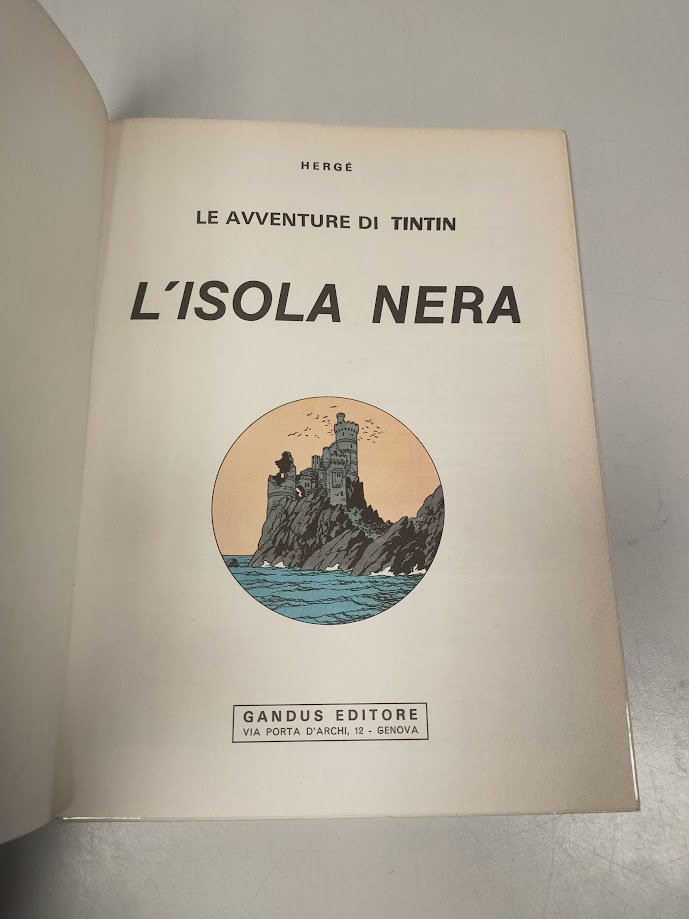 HERGÉ
LE AVVENTURE DI TINTIN
L'ISOLA NERA
GANDUS EDITORE
VIA PORTA D'ARCHI, 12 - GENOVA